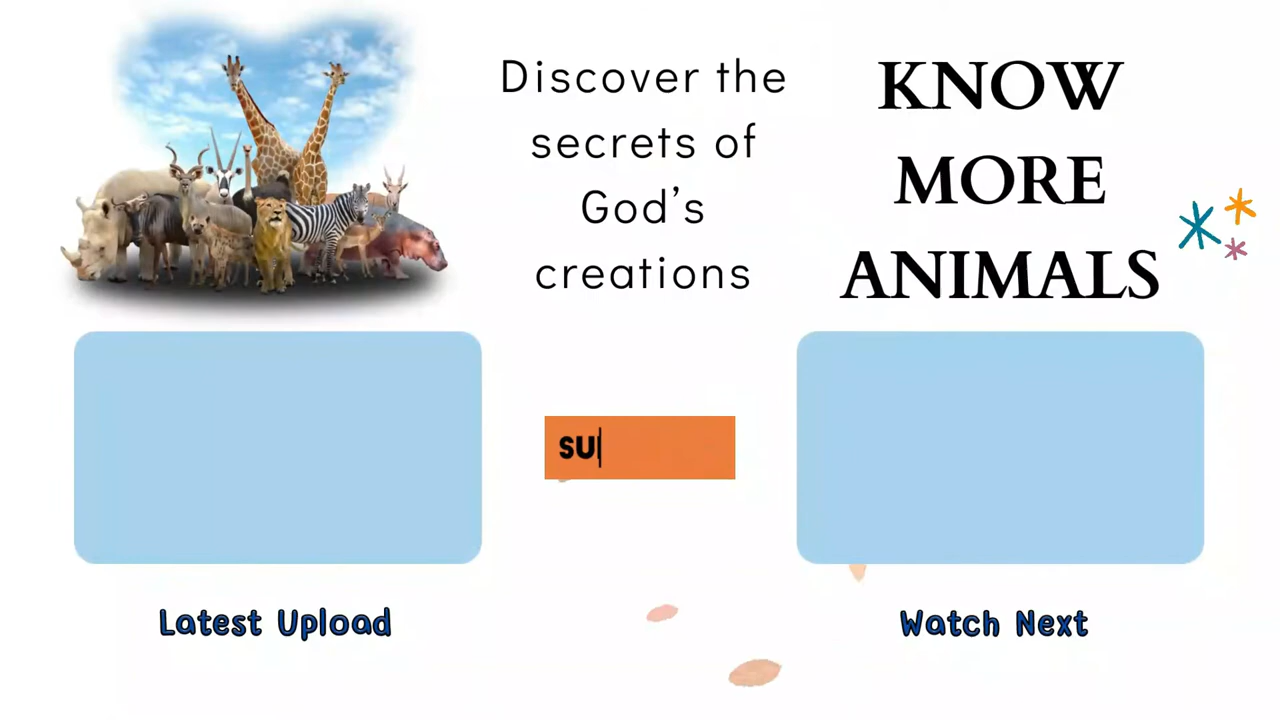 Discover the
secrets of
God's
creations
KNOW
MORE
ANIMALS
su
Latest Upload
Watch Next